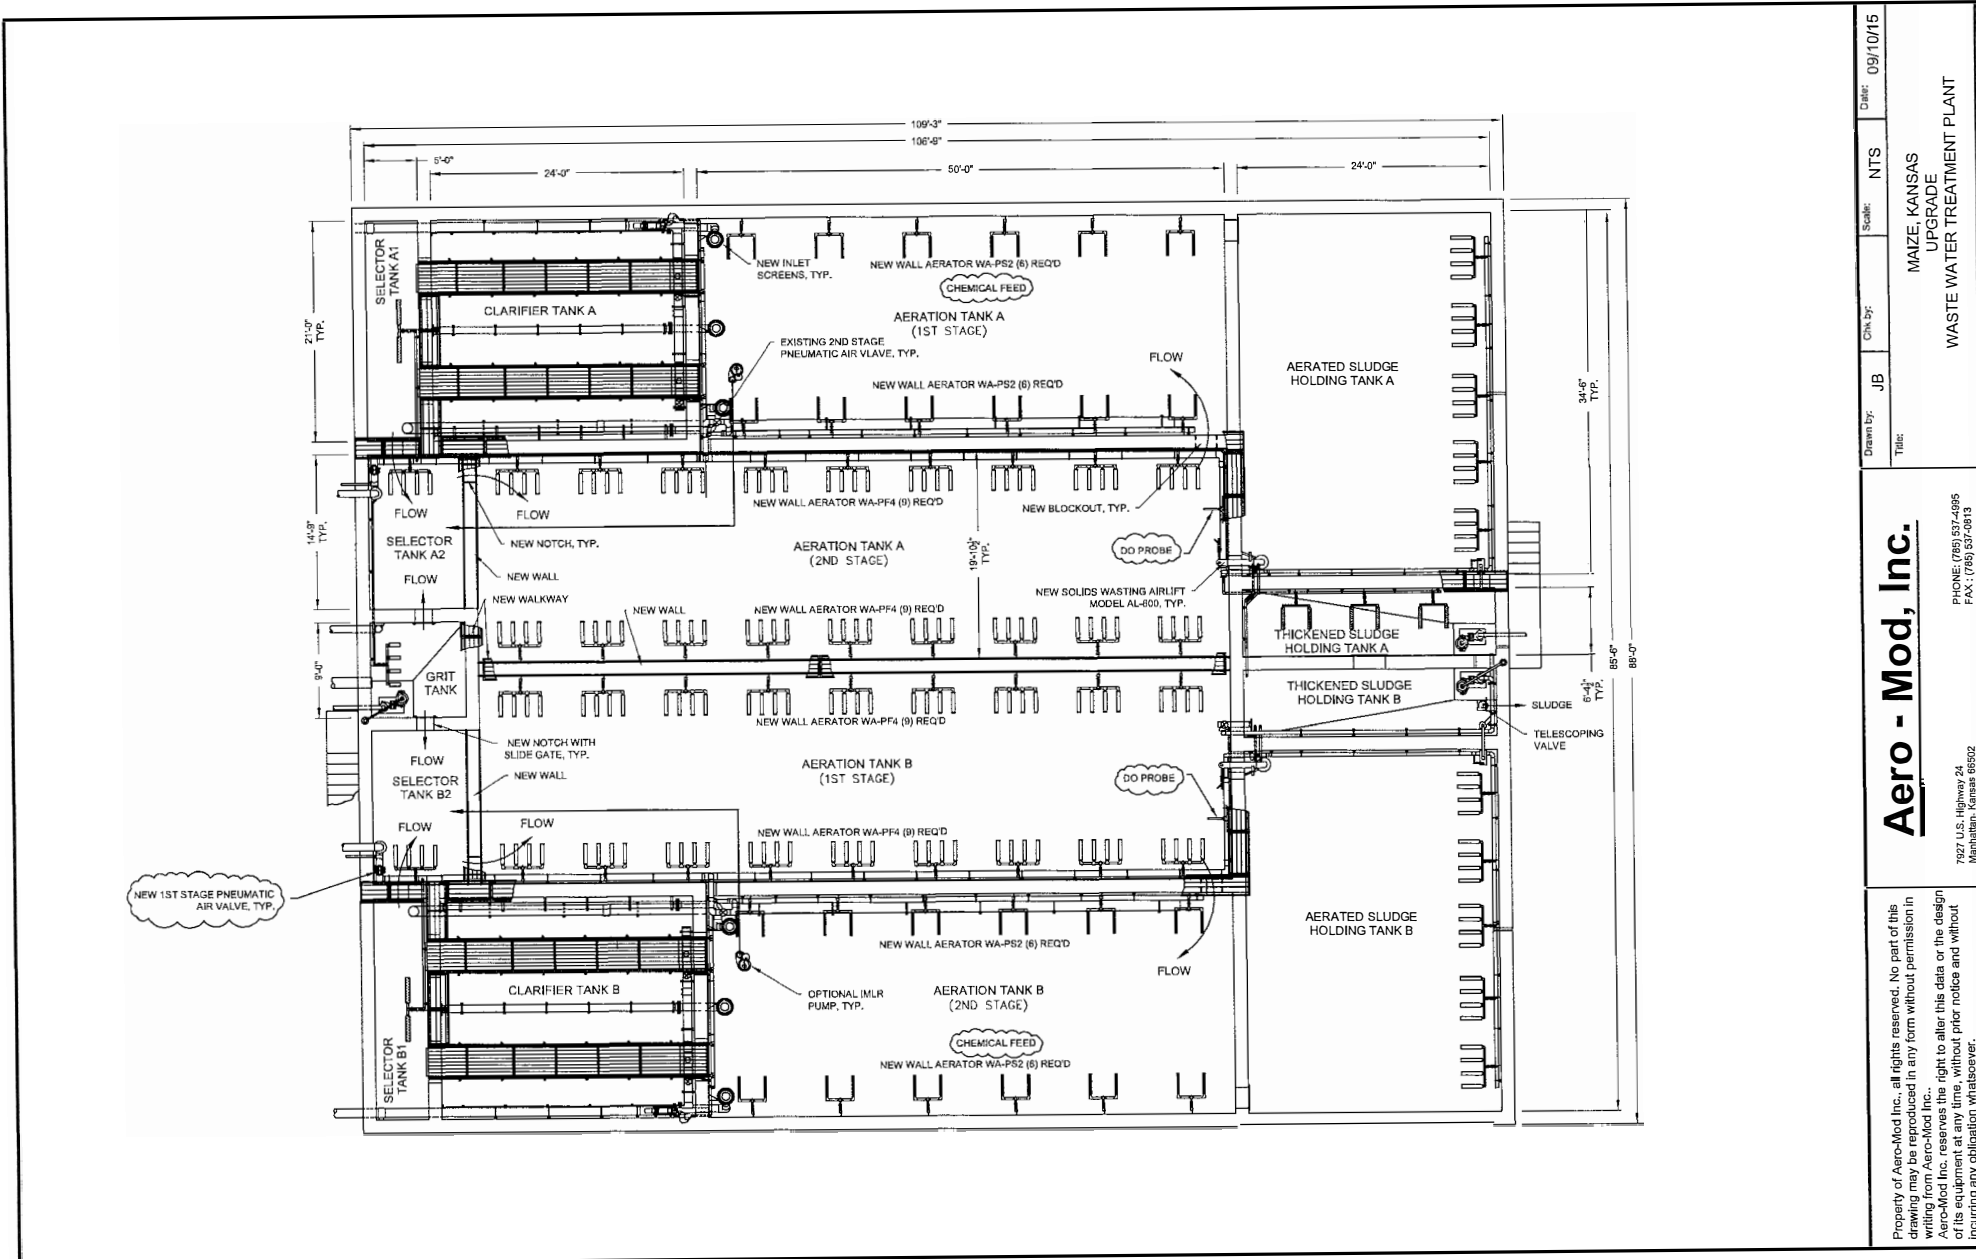 109'-3"
106'-9"
5'-0"
24'-0"
50'-0"
24'-0"
SELECTOR
TANK A1
21'-0"
TYP.
CLARIFIER TANK A
NEW INLET
SCREENS, TYP.
NEW WALL AERATOR WA-PS2 (6) REQ'D
CHEMICAL FEED
AERATION TANK A
(1ST STAGE)
EXISTING 2ND STAGE
PNEUMATIC AIR VLAVE, TYP.
FLOW
NEW WALL AERATOR WA-PS2 (6) REQ'D
AERATED SLUDGE
HOLDING TANK A
34'-6"
TYP.
14'-9"
TYP.
FLOW
FLOW
NEW WALL AERATOR WA-PF4 (9) REQ'D
NEW BLOCKOUT, TYP.
SELECTOR
TANK A2
NEW NOTCH, TYP.
AERATION TANK A
(2ND STAGE)
19'-10½"
TYP.
DO PROBE
FLOW
NEW WALL
NEW WALKWAY
NEW WALL
NEW WALL AERATOR WA-PF4 (9) REQ'D
NEW SOLIDS WASTING AIRLIFT
MODEL AL-600, TYP.
THICKENED SLUDGE
HOLDING TANK A
9'-0"
GRIT
TANK
THICKENED SLUDGE
HOLDING TANK B
85'-6"
88'-0"
TYP.
SLUDGE
TELESCOPING
VALVE
NEW WALL AERATOR WA-PF4 (9) REQ'D
NEW NOTCH WITH
SLIDE GATE, TYP.
FLOW
SELECTOR
TANK B2
NEW WALL
AERATION TANK B
(1ST STAGE)
DO PROBE
FLOW
FLOW
NEW WALL AERATOR WA-PF4 (9) REQ'D
NEW 1ST STAGE PNEUMATIC
AIR VALVE, TYP.
AERATED SLUDGE
HOLDING TANK B
NEW WALL AERATOR WA-PS2 (6) REQ'D
FLOW
CLARIFIER TANK B
OPTIONAL IMLR
PUMP, TYP.
AERATION TANK B
(2ND STAGE)
CHEMICAL FEED
NEW WALL AERATOR WA-PS2 (6) REQ'D
SELECTOR
TANK B1
Drawn by: JB
Chk by:
Scale: NTS
Date: 09/10/15
Title:
MAIZE, KANSAS
UPGRADE
WASTE WATER TREATMENT PLANT
Aero - Mod, Inc.
7927 U.S. Highway 24
Manhattan, Kansas 66502
PHONE: (785) 537-4995
FAX : (785) 537-0813
Property of Aero-Mod Inc., all rights reserved. No part of this
drawing may be reproduced in any form without permission in
writing from Aero-Mod Inc..
Aero-Mod Inc. reserves the right to alter this data or the design
of its equipment at any time, without prior notice and without
incurring any obligation whatsoever.